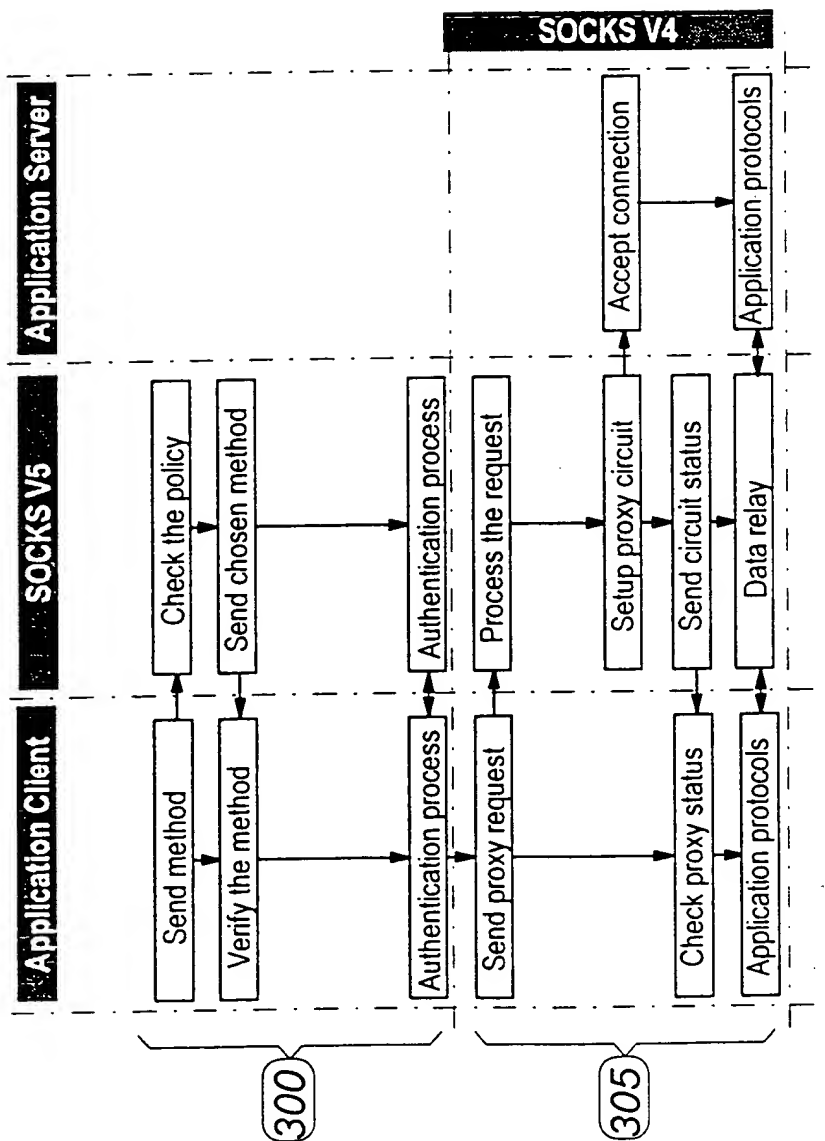 Application Client
SOCKS V5
Application Server
Send method
Check the policy
Verify the method
Send chosen method
Authentication process
Authentication process
300
SOCKS V4
Send proxy request
Process the request
Setup proxy circuit
Accept connection
Check proxy status
Send circuit status
Application protocols
Data relay
Application protocols
305